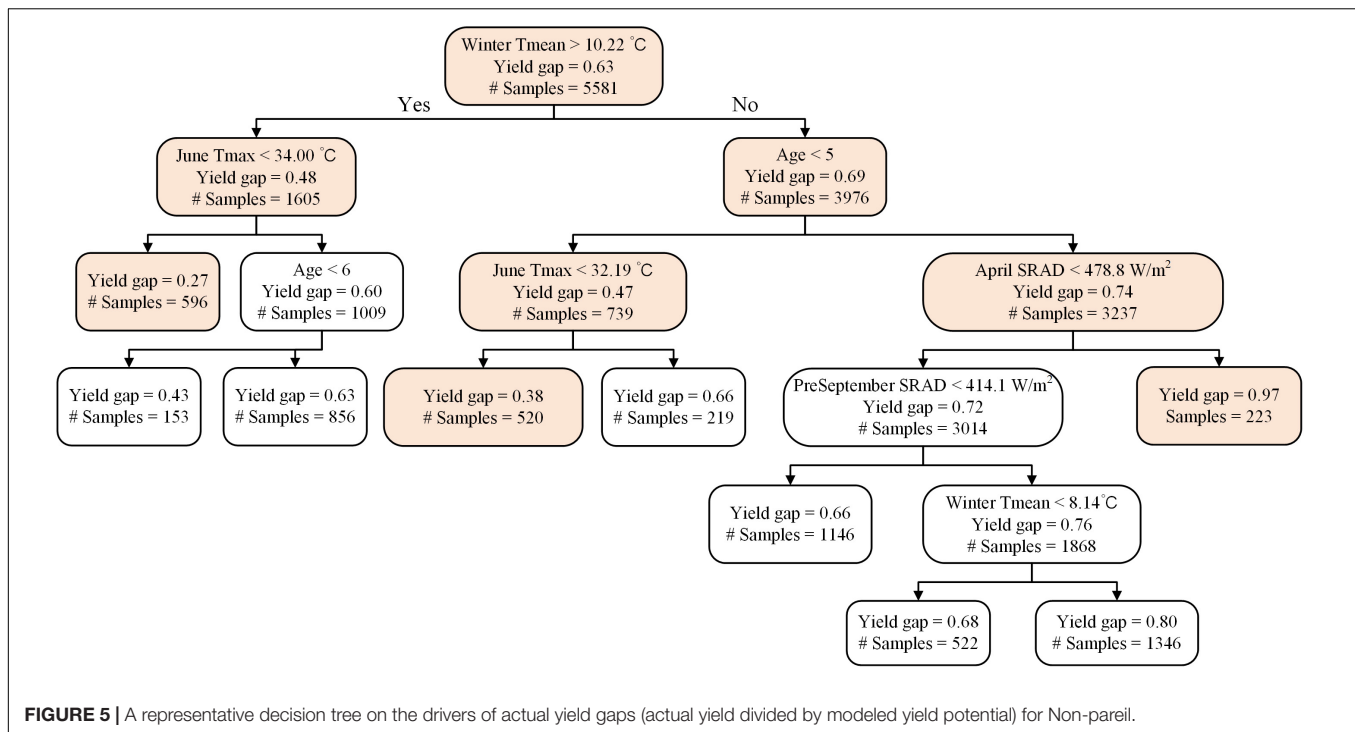 Winter Tmean > 10.22 °C
Yield gap = 0.63
# Samples = 5581
Yes
No
June Tmax < 34.00 °C
Yield gap = 0.48
# Samples = 1605
Age < 5
Yield gap = 0.69
# Samples = 3976
Yield gap = 0.27
# Samples = 596
Age < 6
Yield gap = 0.60
# Samples = 1009
June Tmax < 32.19 °C
Yield gap = 0.47
# Samples = 739
April SRAD < 478.8 W/m²
Yield gap = 0.74
# Samples = 3237
Yield gap = 0.43
# Samples = 153
Yield gap = 0.63
# Samples = 856
Yield gap = 0.38
# Samples = 520
Yield gap = 0.66
# Samples = 219
PreSeptember SRAD < 414.1 W/m²
Yield gap = 0.72
# Samples = 3014
Yield gap = 0.97
Samples = 223
Yield gap = 0.66
# Samples = 1146
Winter Tmean < 8.14°C
Yield gap = 0.76
# Samples = 1868
Yield gap = 0.68
# Samples = 522
Yield gap = 0.80
# Samples = 1346
FIGURE 5 | A representative decision tree on the drivers of actual yield gaps (actual yield divided by modeled yield potential) for Non-pareil.